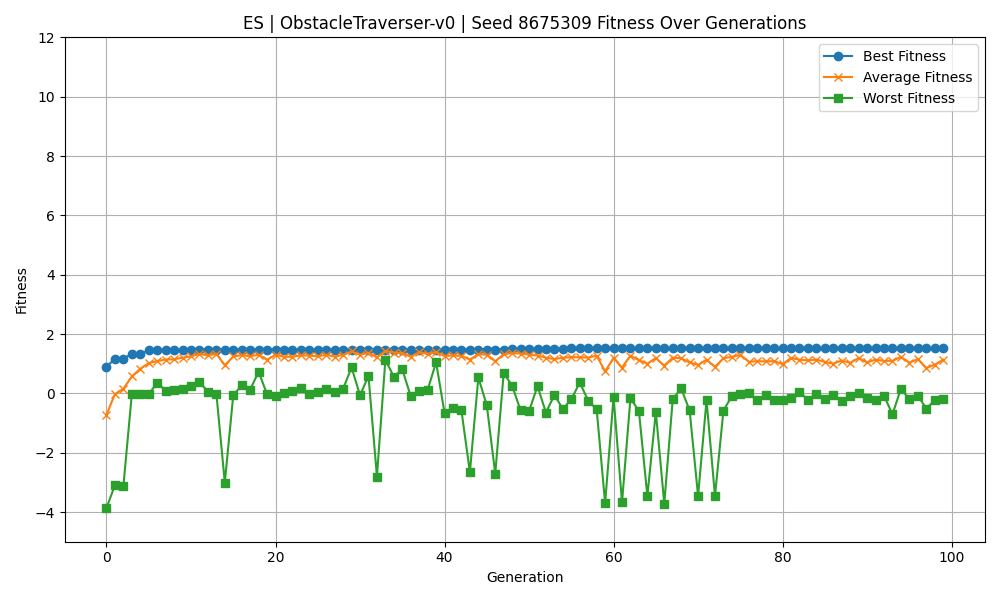 ES | ObstacleTraverser-v0 | Seed 8675309 Fitness Over Generations
Best Fitness
Average Fitness
Worst Fitness
Fitness
12
10
8
6
4
2
0
−2
−4
0 20 40 60 80 100
Generation